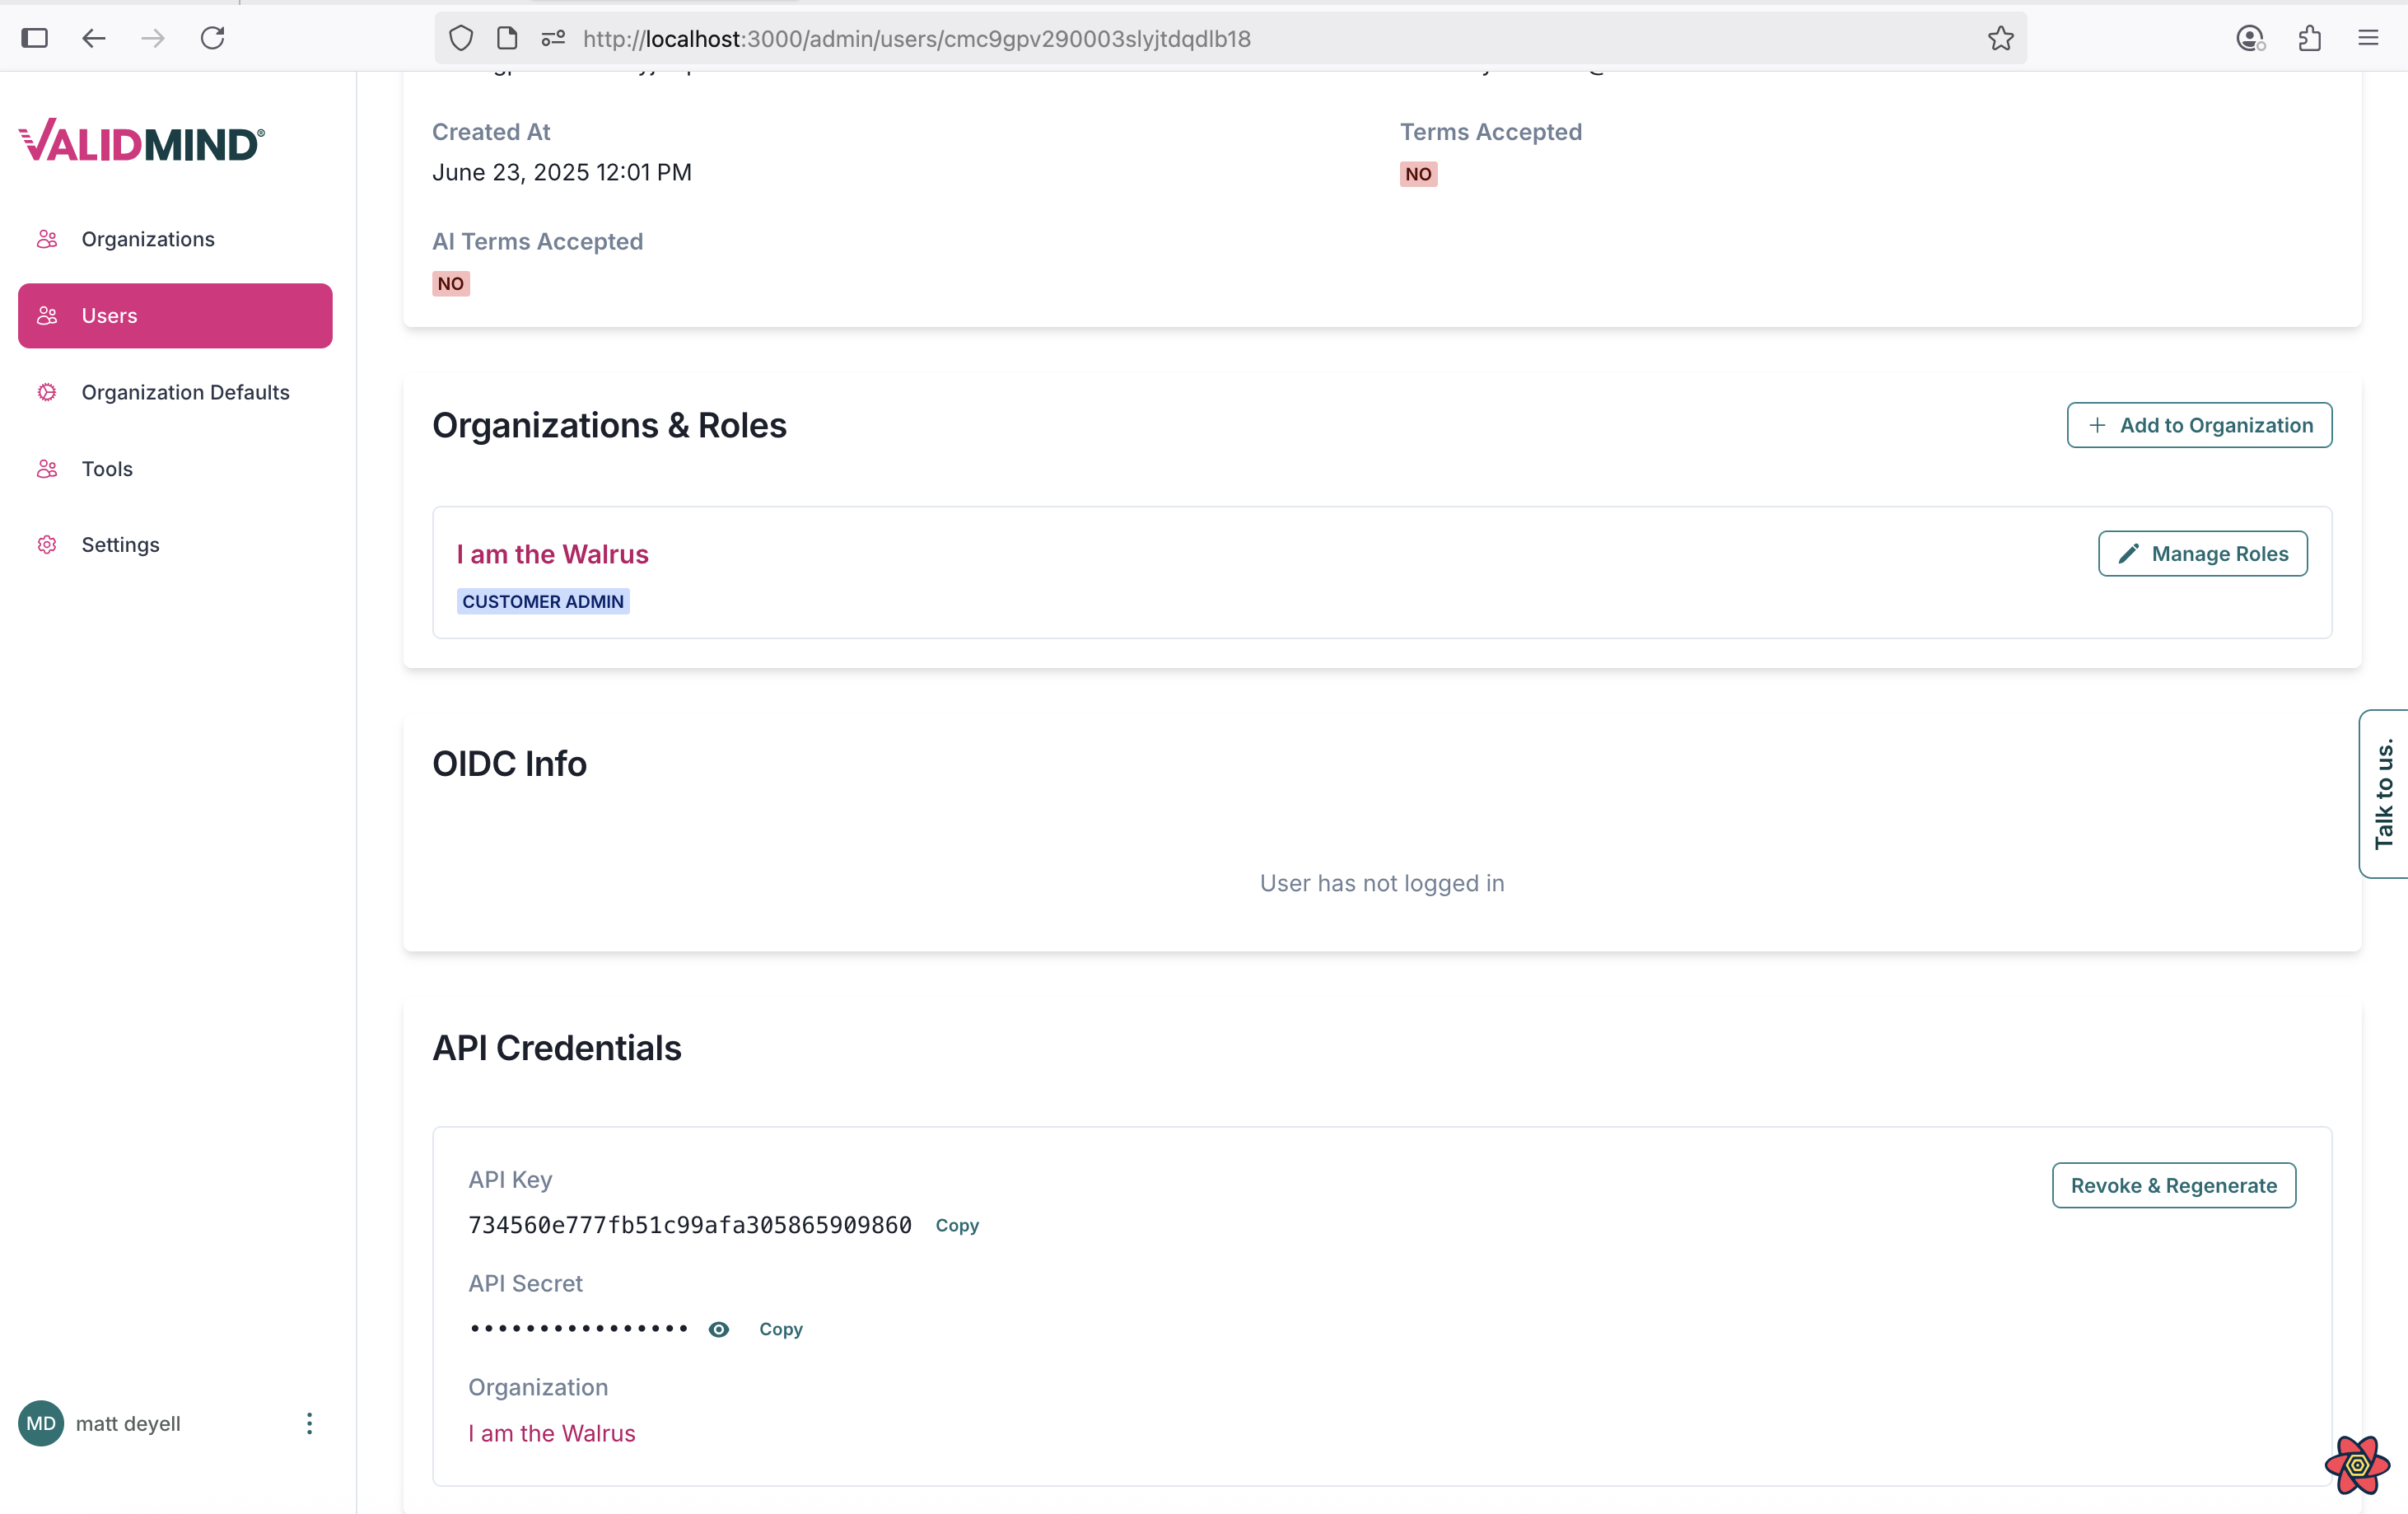 http://localhost:3000/admin/users/cmc9gpv290003slyjtdqdlb18
VALIDMIND®
Organizations
Users
Organization Defaults
Tools
Settings
MD matt deyell
Created At
June 23, 2025 12:01 PM
Terms Accepted
NO
AI Terms Accepted
NO
Organizations & Roles
Add to Organization
I am the Walrus
CUSTOMER ADMIN
Manage Roles
OIDC Info
User has not logged in
API Credentials
API Key
734560e777fb51c99afa305865909860 Copy
Revoke & Regenerate
API Secret
••••••••••••••••
Copy
Organization
I am the Walrus
Talk to us.